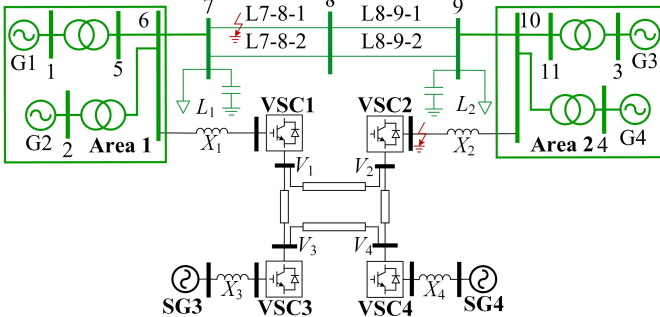 6 7 8 9 10
L7-8-1 L8-9-1
L7-8-2 L8-9-2
G1 1 5 11 3 G3
G2 2 Area 1 L1 VSC1 VSC2 L2 Area 2 4 G4
X1 X2
V1 V2
V3 V4
SG3 X3 VSC3 VSC4 X4 SG4